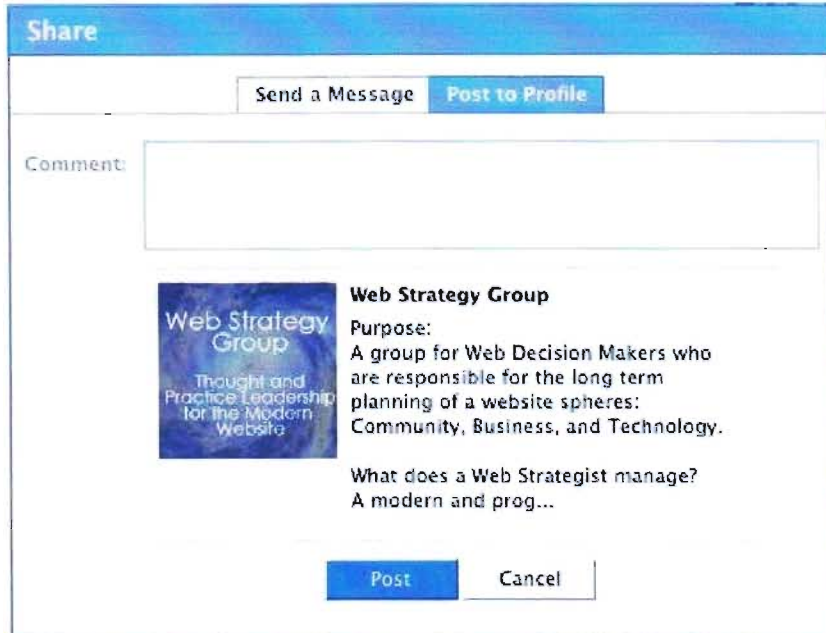 Share
Send a Message Post to Profile
Comment:
Web Strategy
Group
Thought and
Practice Leadership
for the Modern
Website
Web Strategy Group
Purpose:
A group for Web Decision Makers who
are responsible for the long term
planning of a website spheres:
Community, Business, and Technology.
What does a Web Strategist manage?
A modern and prog...
Post Cancel